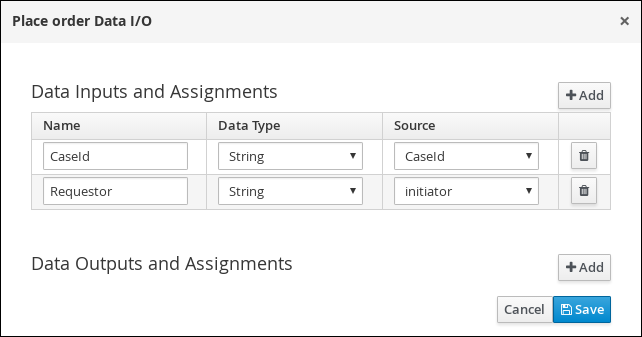 Place order Data I/O ×
Data Inputs and Assignments
Add
Name Data Type Source
CaseId String CaseId
Requestor String initiator
Data Outputs and Assignments
Add
Cancel Save